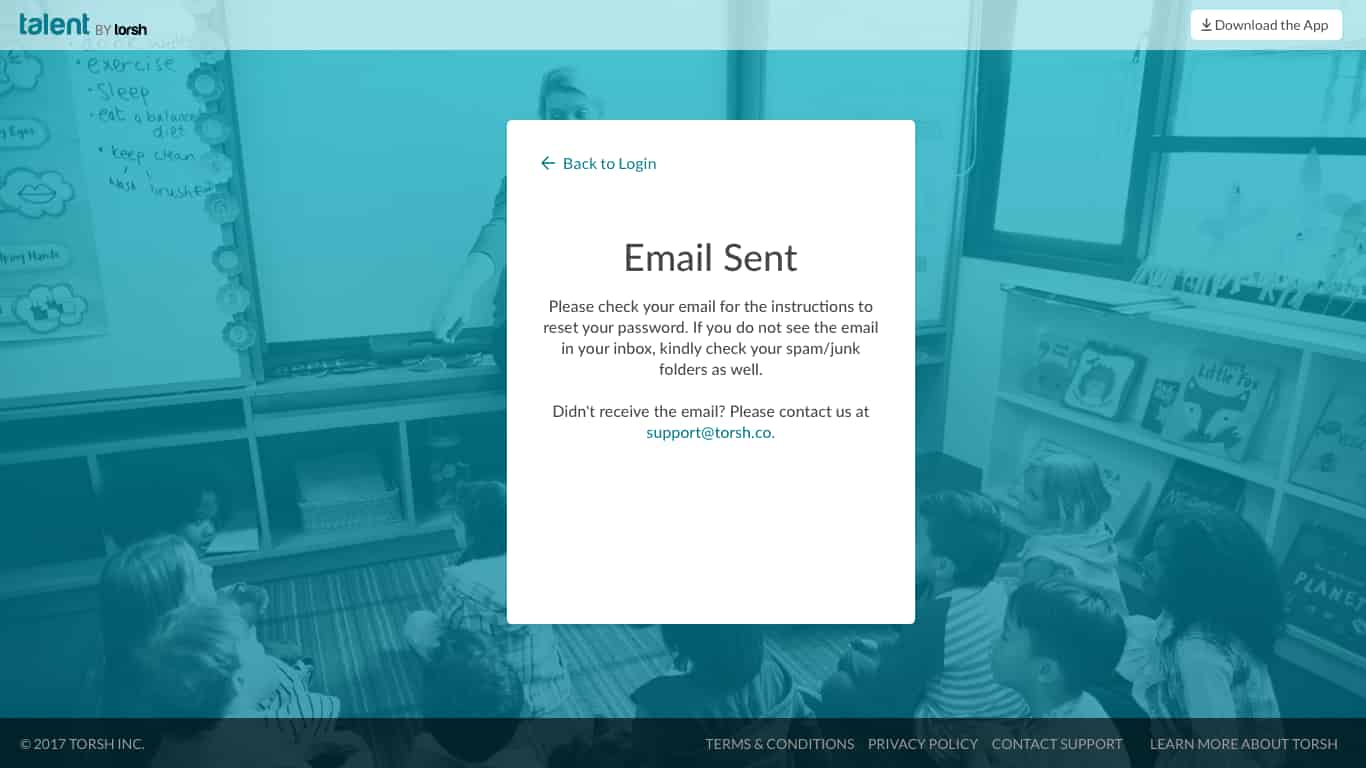 talent BY torsh
Download the App
exercise
Sleep
eat a balance
diet
keep clean
Back to Login
Email Sent
Please check your email for the instructions to
reset your password. If you do not see the email
in your inbox, kindly check your spam/junk
folders as well.
Didn't receive the email? Please contact us at
support@torsh.co.
Little Fox
PLANET
© 2017 TORSH INC.
TERMS & CONDITIONS
PRIVACY POLICY
CONTACT SUPPORT
LEARN MORE ABOUT TORSH